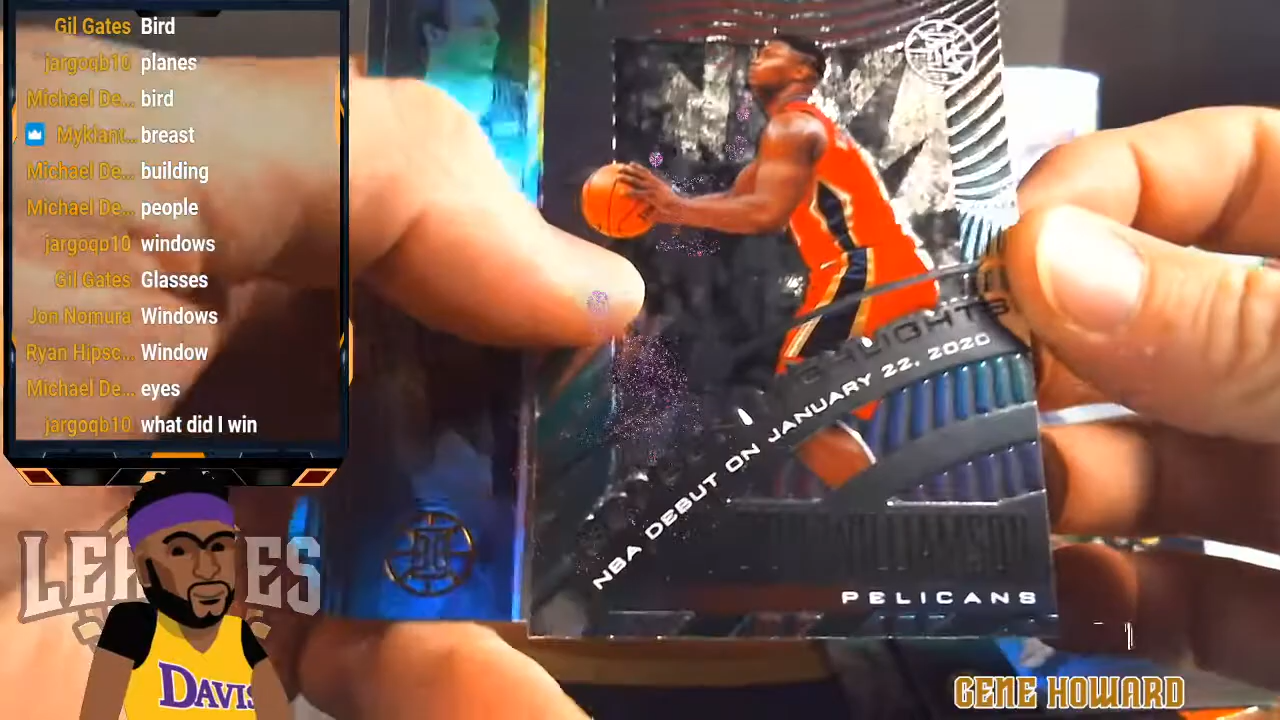 Gil Gates Bird
jargoqb10 planes
Michael De... bird
Myklant... breast
Michael De... building
Michael De... people
jargoqb10 windows
Gil Gates Glasses
Jon Nomura Windows
Ryan Hipsc... Window
Michael De... eyes
jargoqb10 what did I win
HIGHLIGHTS
NBA DEBUT ON JANUARY 22, 2020
WILLIAMSON
PELICANS
DAVIS
GENE HOWARD